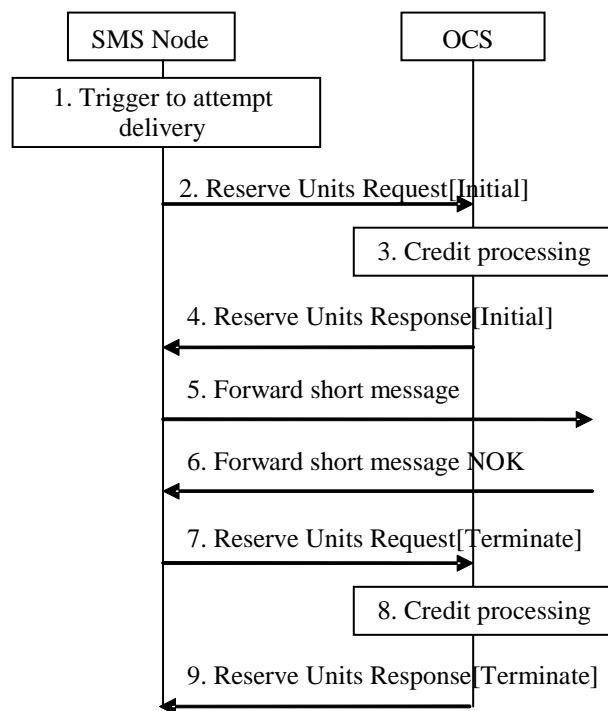 SMS Node
OCS
1. Trigger to attempt
delivery
2. Reserve Units Request[Initial]
3. Credit processing
4. Reserve Units Response[Initial]
5. Forward short message
6. Forward short message NOK
7. Reserve Units Request[Terminate]
8. Credit processing
9. Reserve Units Response[Terminate]